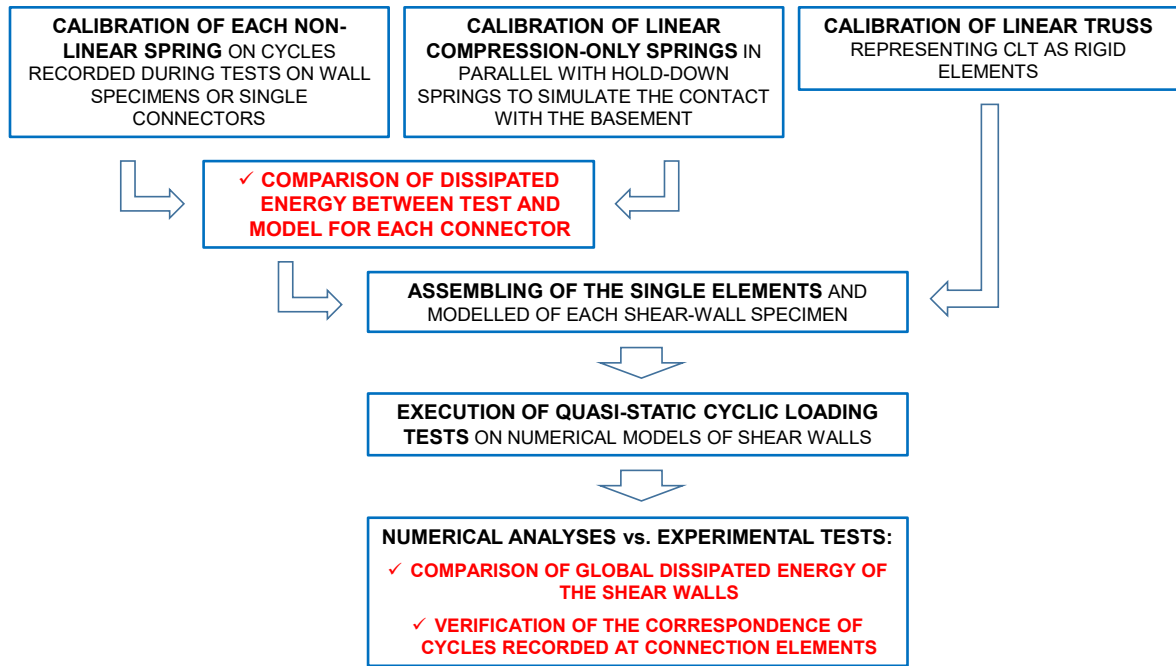 CALIBRATION OF EACH NON-
LINEAR SPRING ON CYCLES
RECORDED DURING TESTS ON WALL
SPECIMENS OR SINGLE
CONNECTORS
CALIBRATION OF LINEAR
COMPRESSION-ONLY SPRINGS IN
PARALLEL WITH HOLD-DOWN
SPRINGS TO SIMULATE THE CONTACT
WITH THE BASEMENT
CALIBRATION OF LINEAR TRUSS
REPRESENTING CLT AS RIGID
ELEMENTS
✓ COMPARISON OF DISSIPATED
ENERGY BETWEEN TEST AND
MODEL FOR EACH CONNECTOR
ASSEMBLING OF THE SINGLE ELEMENTS AND
MODELLED OF EACH SHEAR-WALL SPECIMEN
EXECUTION OF QUASI-STATIC CYCLIC LOADING
TESTS ON NUMERICAL MODELS OF SHEAR WALLS
NUMERICAL ANALYSES vs. EXPERIMENTAL TESTS:
✓ COMPARISON OF GLOBAL DISSIPATED ENERGY OF
THE SHEAR WALLS
✓ VERIFICATION OF THE CORRESPONDENCE OF
CYCLES RECORDED AT CONNECTION ELEMENTS